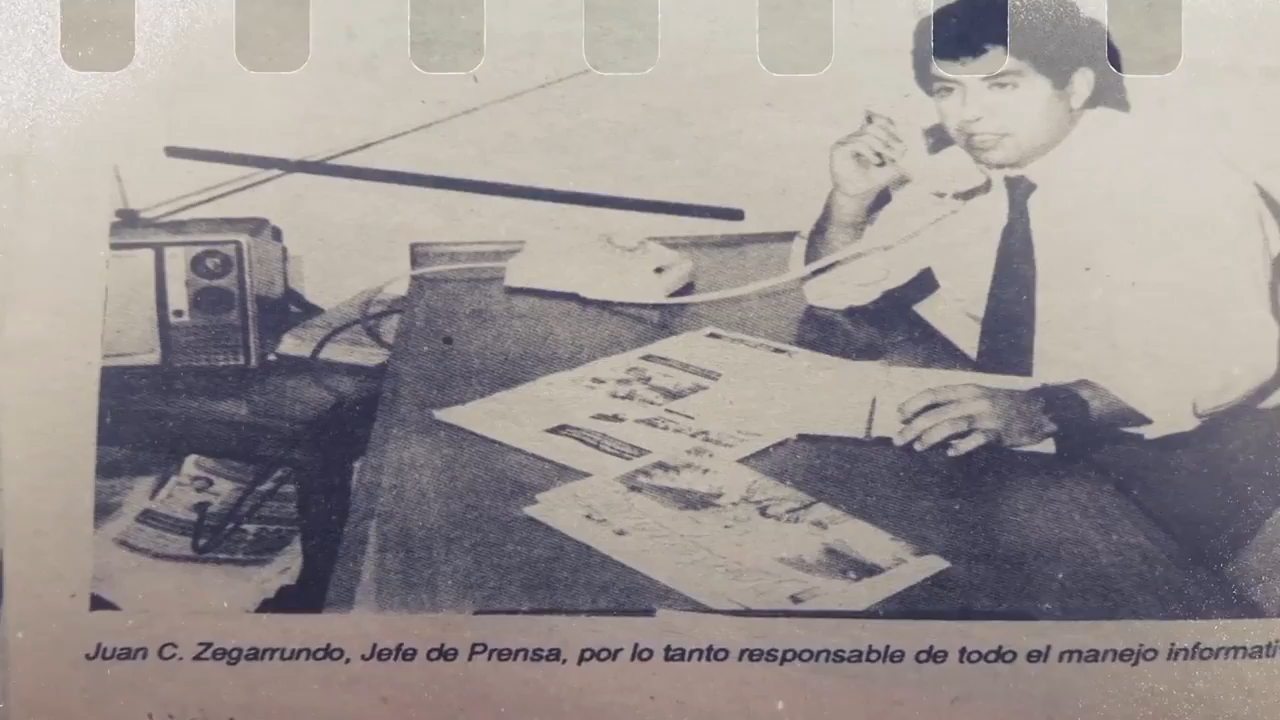 Juan C. Zegarrundo, Jefe de Prensa, por lo tanto responsable de todo el manejo informati